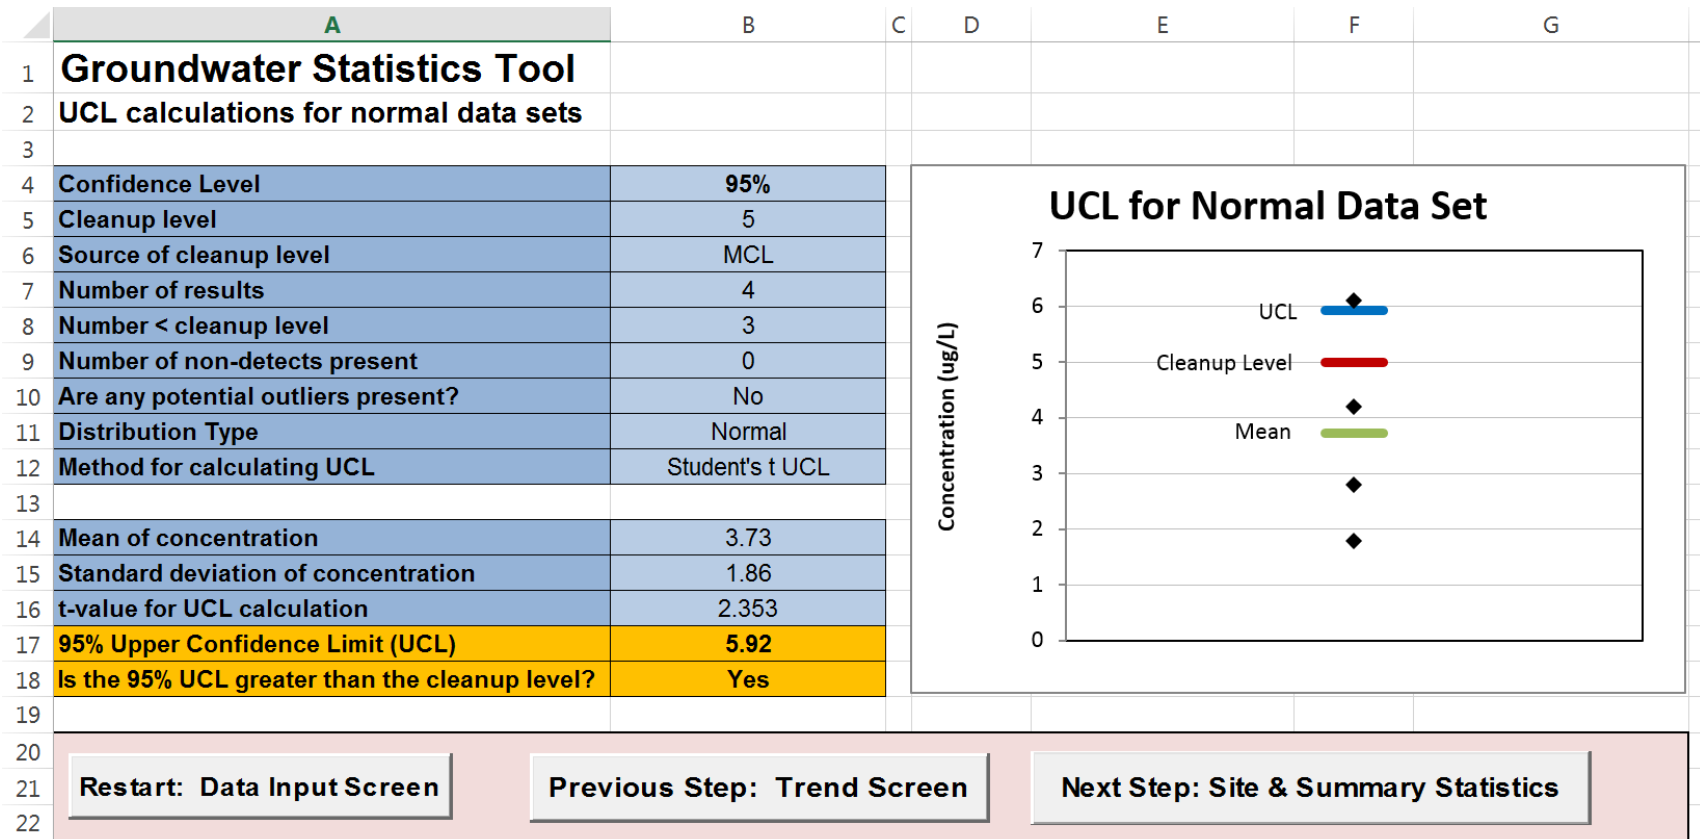 A B C D E F G
1 Groundwater Statistics Tool
2 UCL calculations for normal data sets
3
4 Confidence Level 95%
5 Cleanup level 5
6 Source of cleanup level MCL
7 Number of results 4
8 Number < cleanup level 3
9 Number of non-detects present 0
10 Are any potential outliers present? No
11 Distribution Type Normal
12 Method for calculating UCL Student's t UCL
13
14 Mean of concentration 3.73
15 Standard deviation of concentration 1.86
16 t-value for UCL calculation 2.353
17 95% Upper Confidence Limit (UCL) 5.92
18 Is the 95% UCL greater than the cleanup level? Yes
19
20
21
22
UCL for Normal Data Set
Concentration (ug/L)
7
6
5
4
3
2
1
0
UCL
Cleanup Level
Mean
Restart: Data Input Screen
Previous Step: Trend Screen
Next Step: Site & Summary Statistics